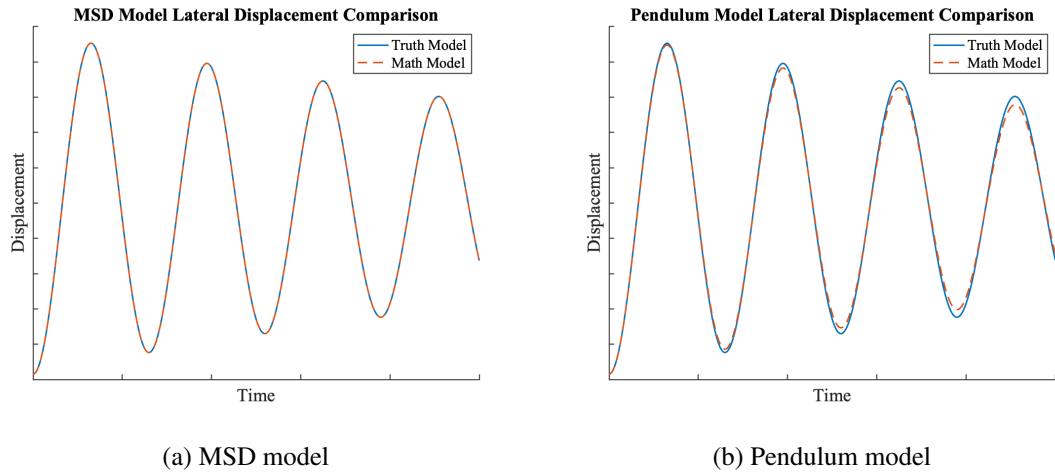 MSD Model Lateral Displacement Comparison
Truth Model
Math Model
Displacement
Time
(a) MSD model
Pendulum Model Lateral Displacement Comparison
Truth Model
Math Model
Displacement
Time
(b) Pendulum model